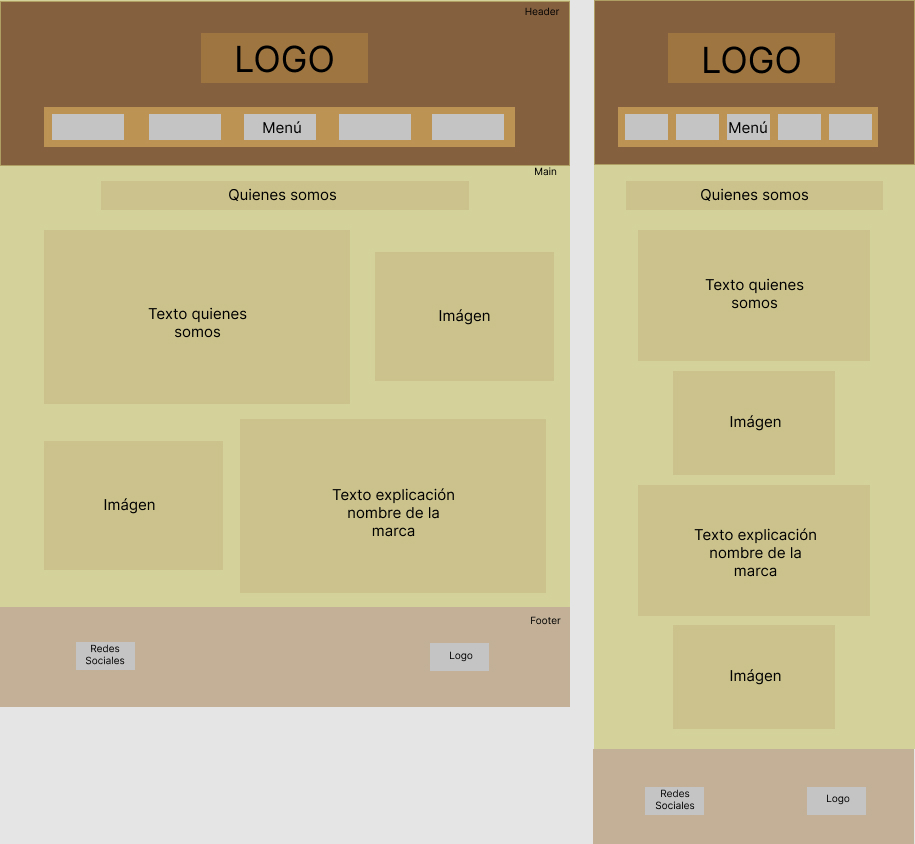 Header
LOGO
Menú
Main
Quienes somos
Texto quienes
somos
Imágen
Imágen
Texto explicación
nombre de la
marca
Footer
Redes
Sociales
Logo
LOGO
Menú
Quienes somos
Texto quienes
somos
Imágen
Texto explicación
nombre de la
marca
Imágen
Redes
Sociales
Logo